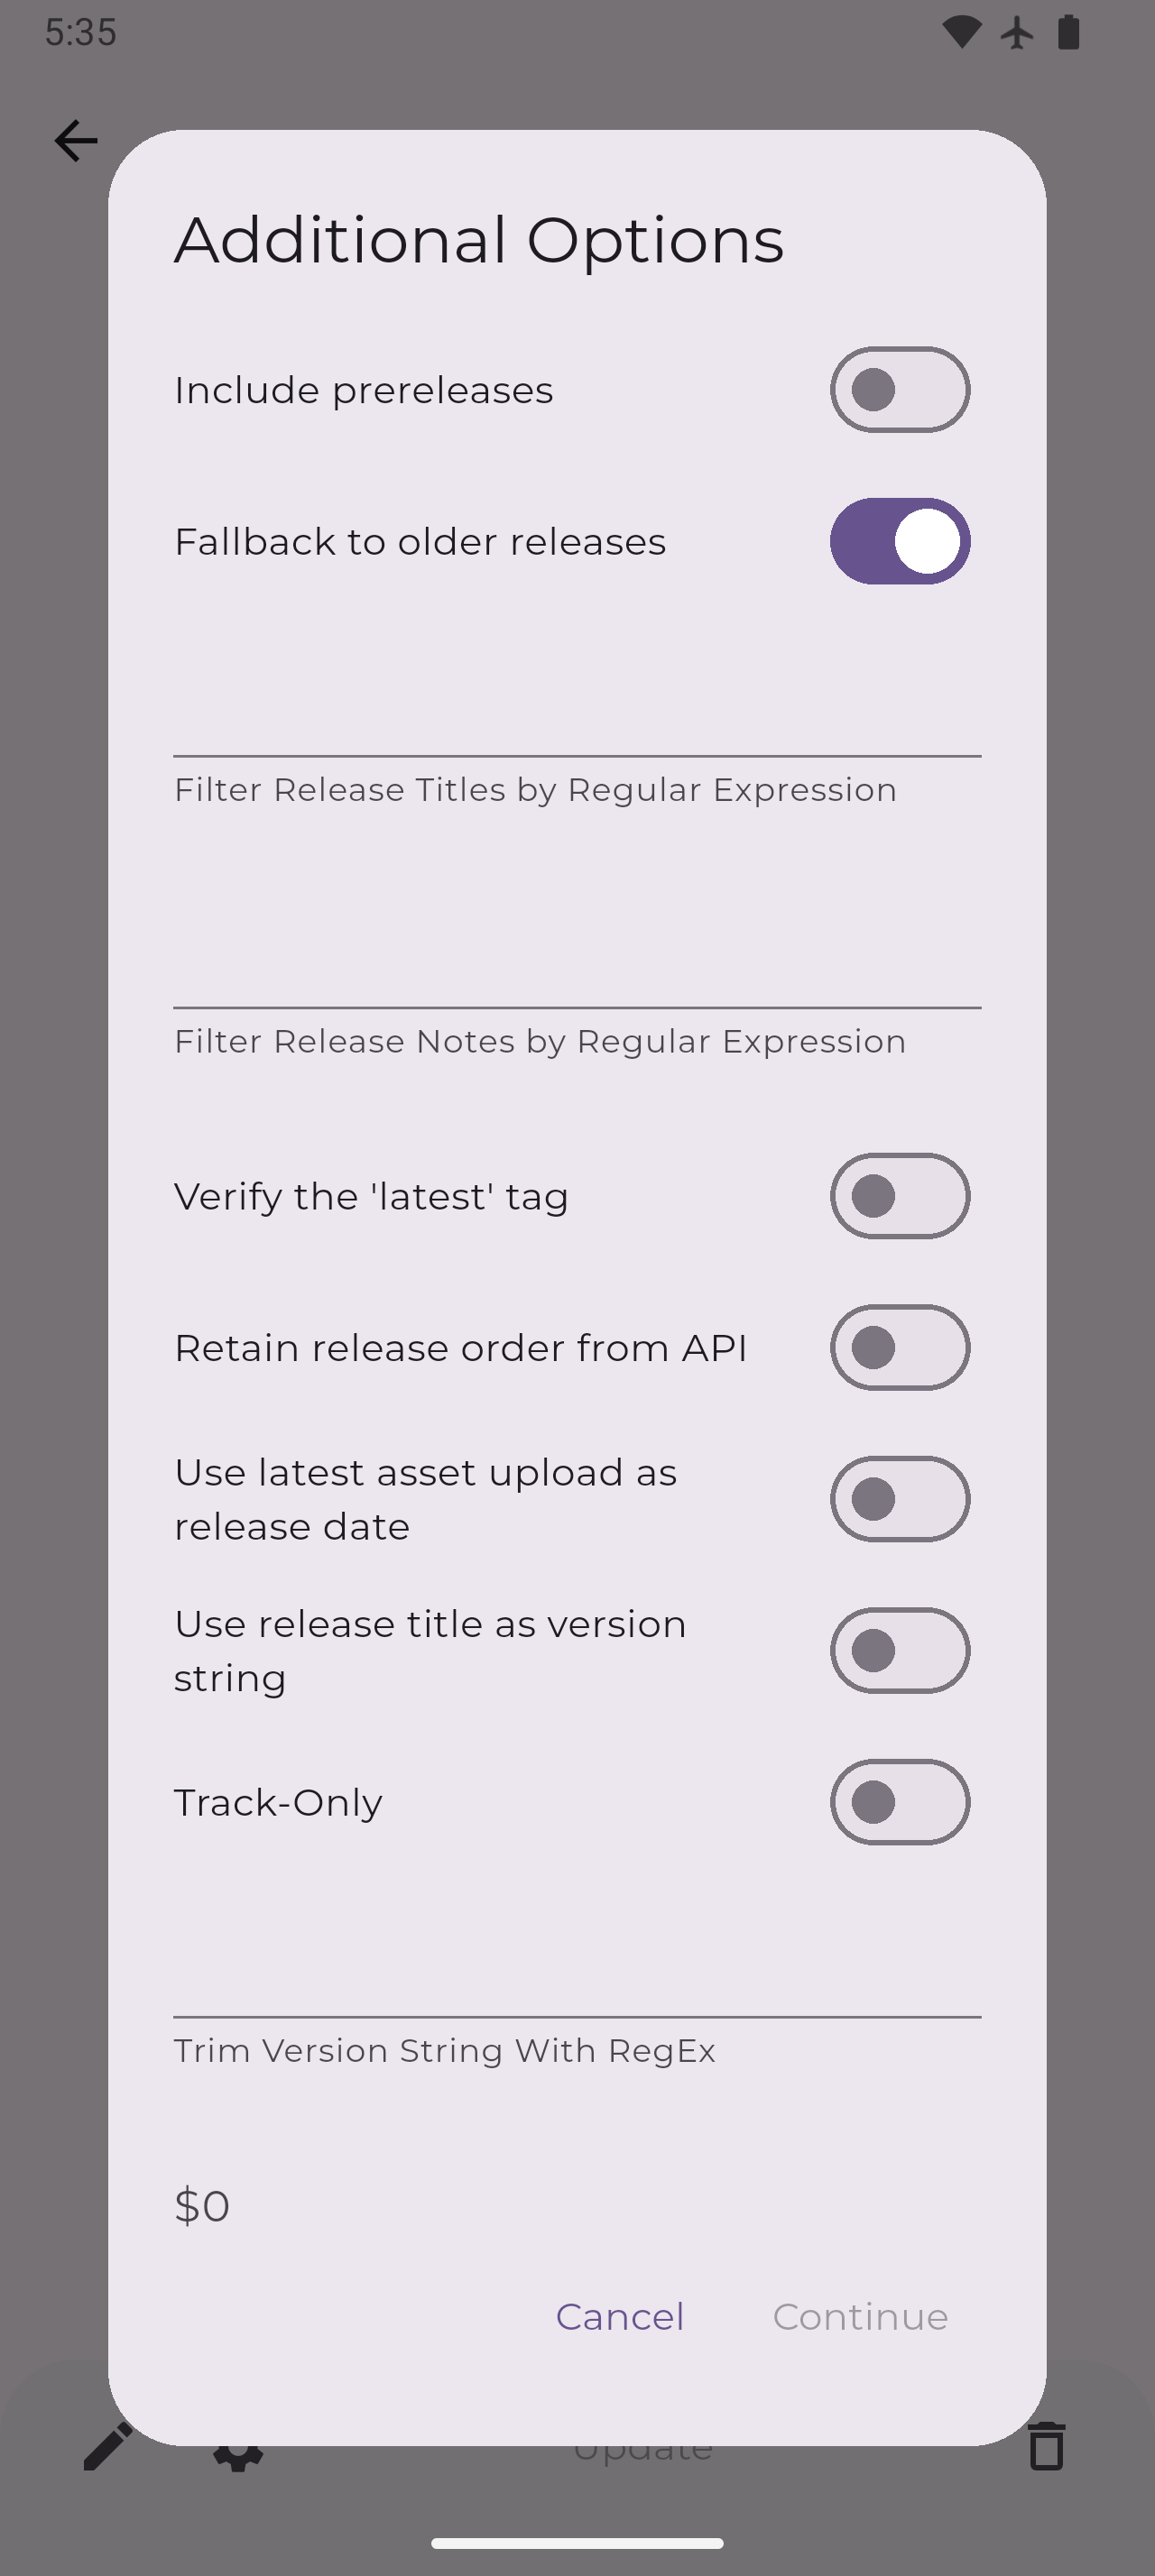 5:35
Additional Options
Include prereleases
Fallback to older releases
Filter Release Titles by Regular Expression
Filter Release Notes by Regular Expression
Verify the 'latest' tag
Retain release order from API
Use latest asset upload as
release date
Use release title as version
string
Track-Only
Trim Version String With RegEx
$0
Cancel
Continue
Update